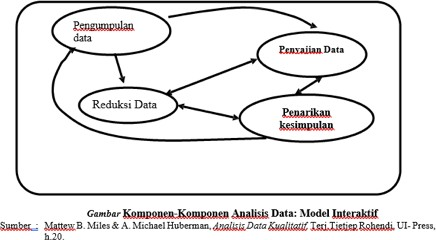 Pengumpulan
data
Penyajian Data
Reduksi Data
Penarikan
kesimpulan
Gambar Komponen-Komponen Analisis Data: Model Interaktif
Sumber : Mattew B. Miles & A. Michael Huberman, Analisis Data Kualitatif, Terj.Tjetjep Rohendi, UI- Press,
h.20.